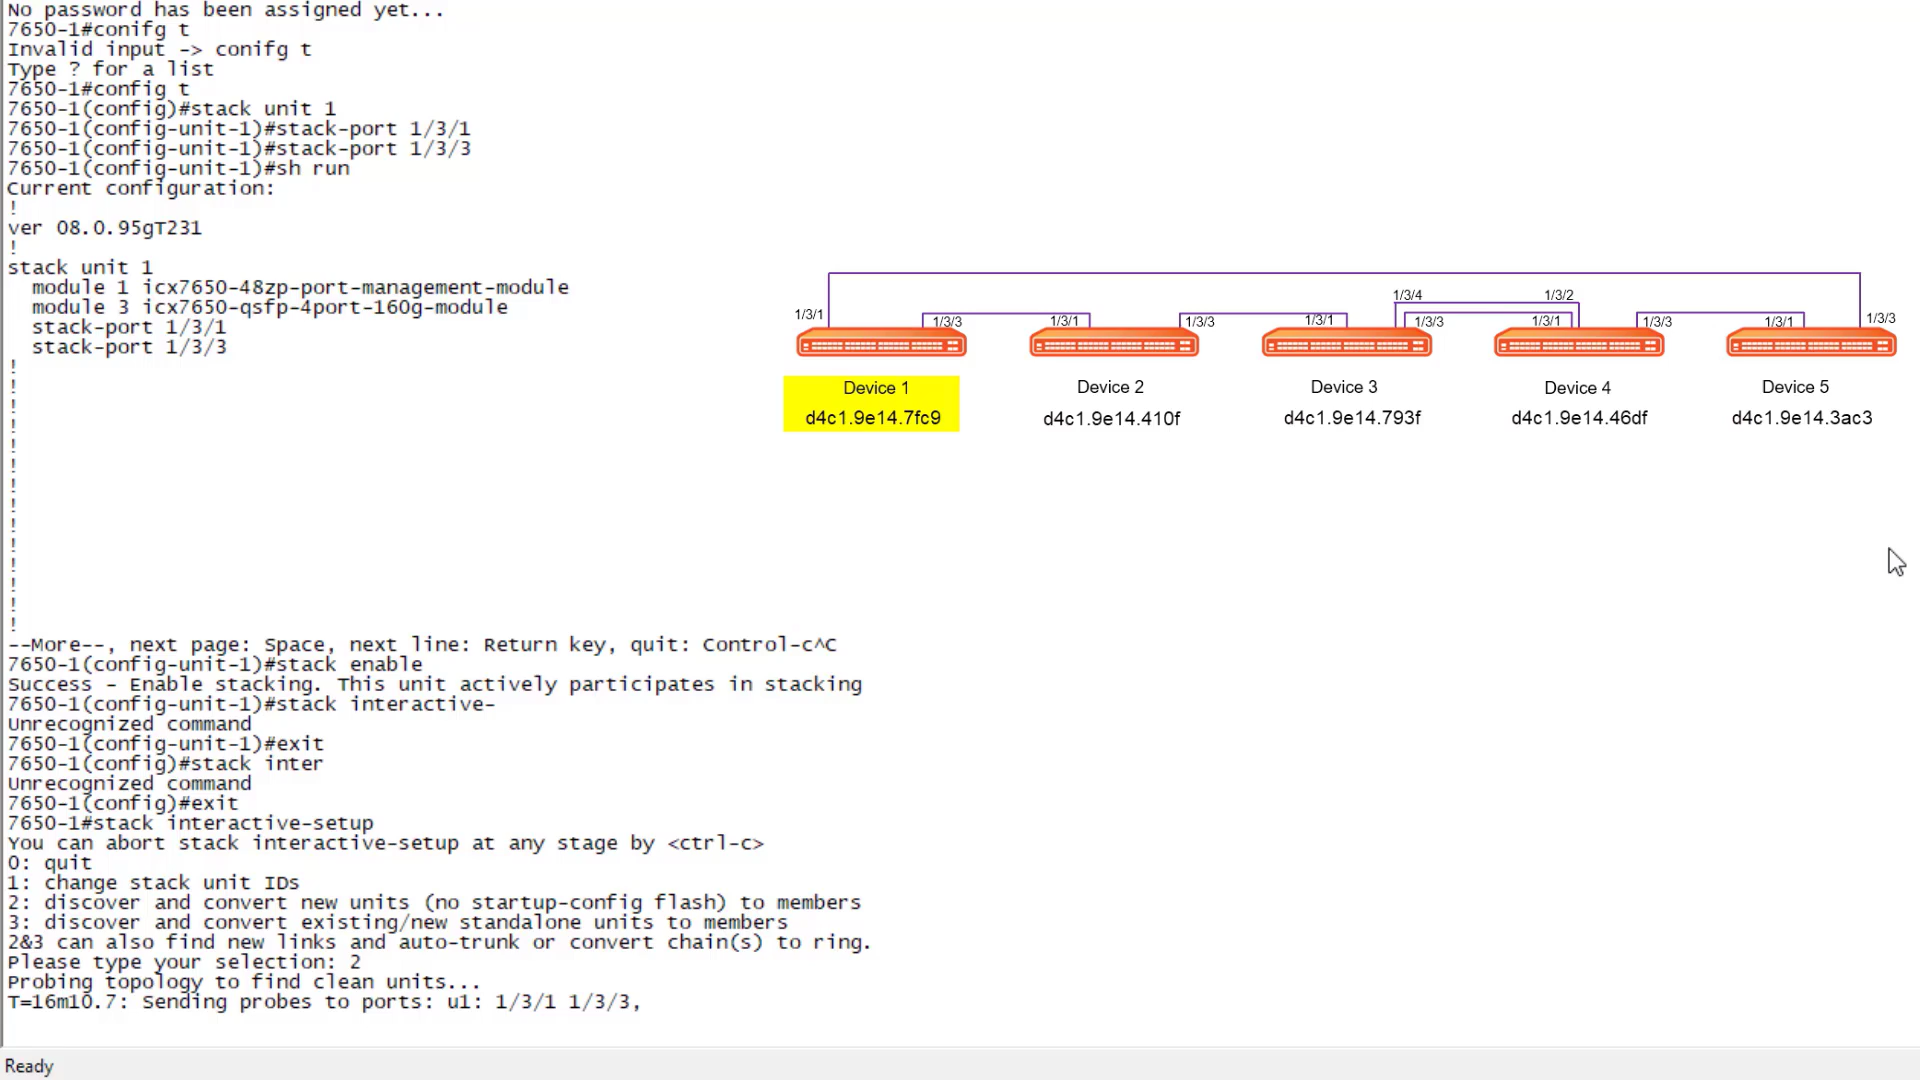 No password has been assigned yet...
7650-1#conifg t
Invalid input -> conifg t
Type ? for a list
7650-1#config t
7650-1(config)#stack unit 1
7650-1(config-unit-1)#stack-port 1/3/1
7650-1(config-unit-1)#stack-port 1/3/3
7650-1(config-unit-1)#sh run
Current configuration:
!
ver 08.0.95gT231
!
stack unit 1
  module 1 icx7650-48zp-port-management-module
  module 3 icx7650-qsfp-4port-160g-module
  stack-port 1/3/1
  stack-port 1/3/3
!
!
!
!
!
!
!
!
!
!
!
!
!
!
--More--, next page: Space, next line: Return key, quit: Control-c^C
7650-1(config-unit-1)#stack enable
Success - Enable stacking. This unit actively participates in stacking
7650-1(config-unit-1)#stack interactive-
Unrecognized command
7650-1(config-unit-1)#exit
7650-1(config)#stack inter
Unrecognized command
7650-1(config)#exit
7650-1#stack interactive-setup
You can abort stack interactive-setup at any stage by <ctrl-c>
0: quit
1: change stack unit IDs
2: discover and convert new units (no startup-config flash) to members
3: discover and convert existing/new standalone units to members
2&3 can also find new links and auto-trunk or convert chain(s) to ring.
Please type your selection: 2
Probing topology to find clean units...
T=16m10.7: Sending probes to ports: u1: 1/3/1 1/3/3,
1/3/4 1/3/2
1/3/1 1/3/3 1/3/1 1/3/3 1/3/1 1/3/3 1/3/1 1/3/3 1/3/1 1/3/3
Device 1 Device 2 Device 3 Device 4 Device 5
d4c1.9e14.7fc9 d4c1.9e14.410f d4c1.9e14.793f d4c1.9e14.46df d4c1.9e14.3ac3
Ready